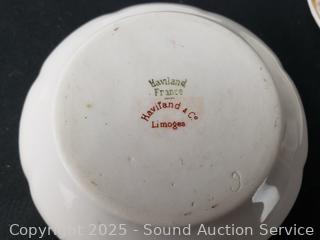 Haviland
France
Haviland & Co
Limoges
Copyright 2025 - Sound Auction Service